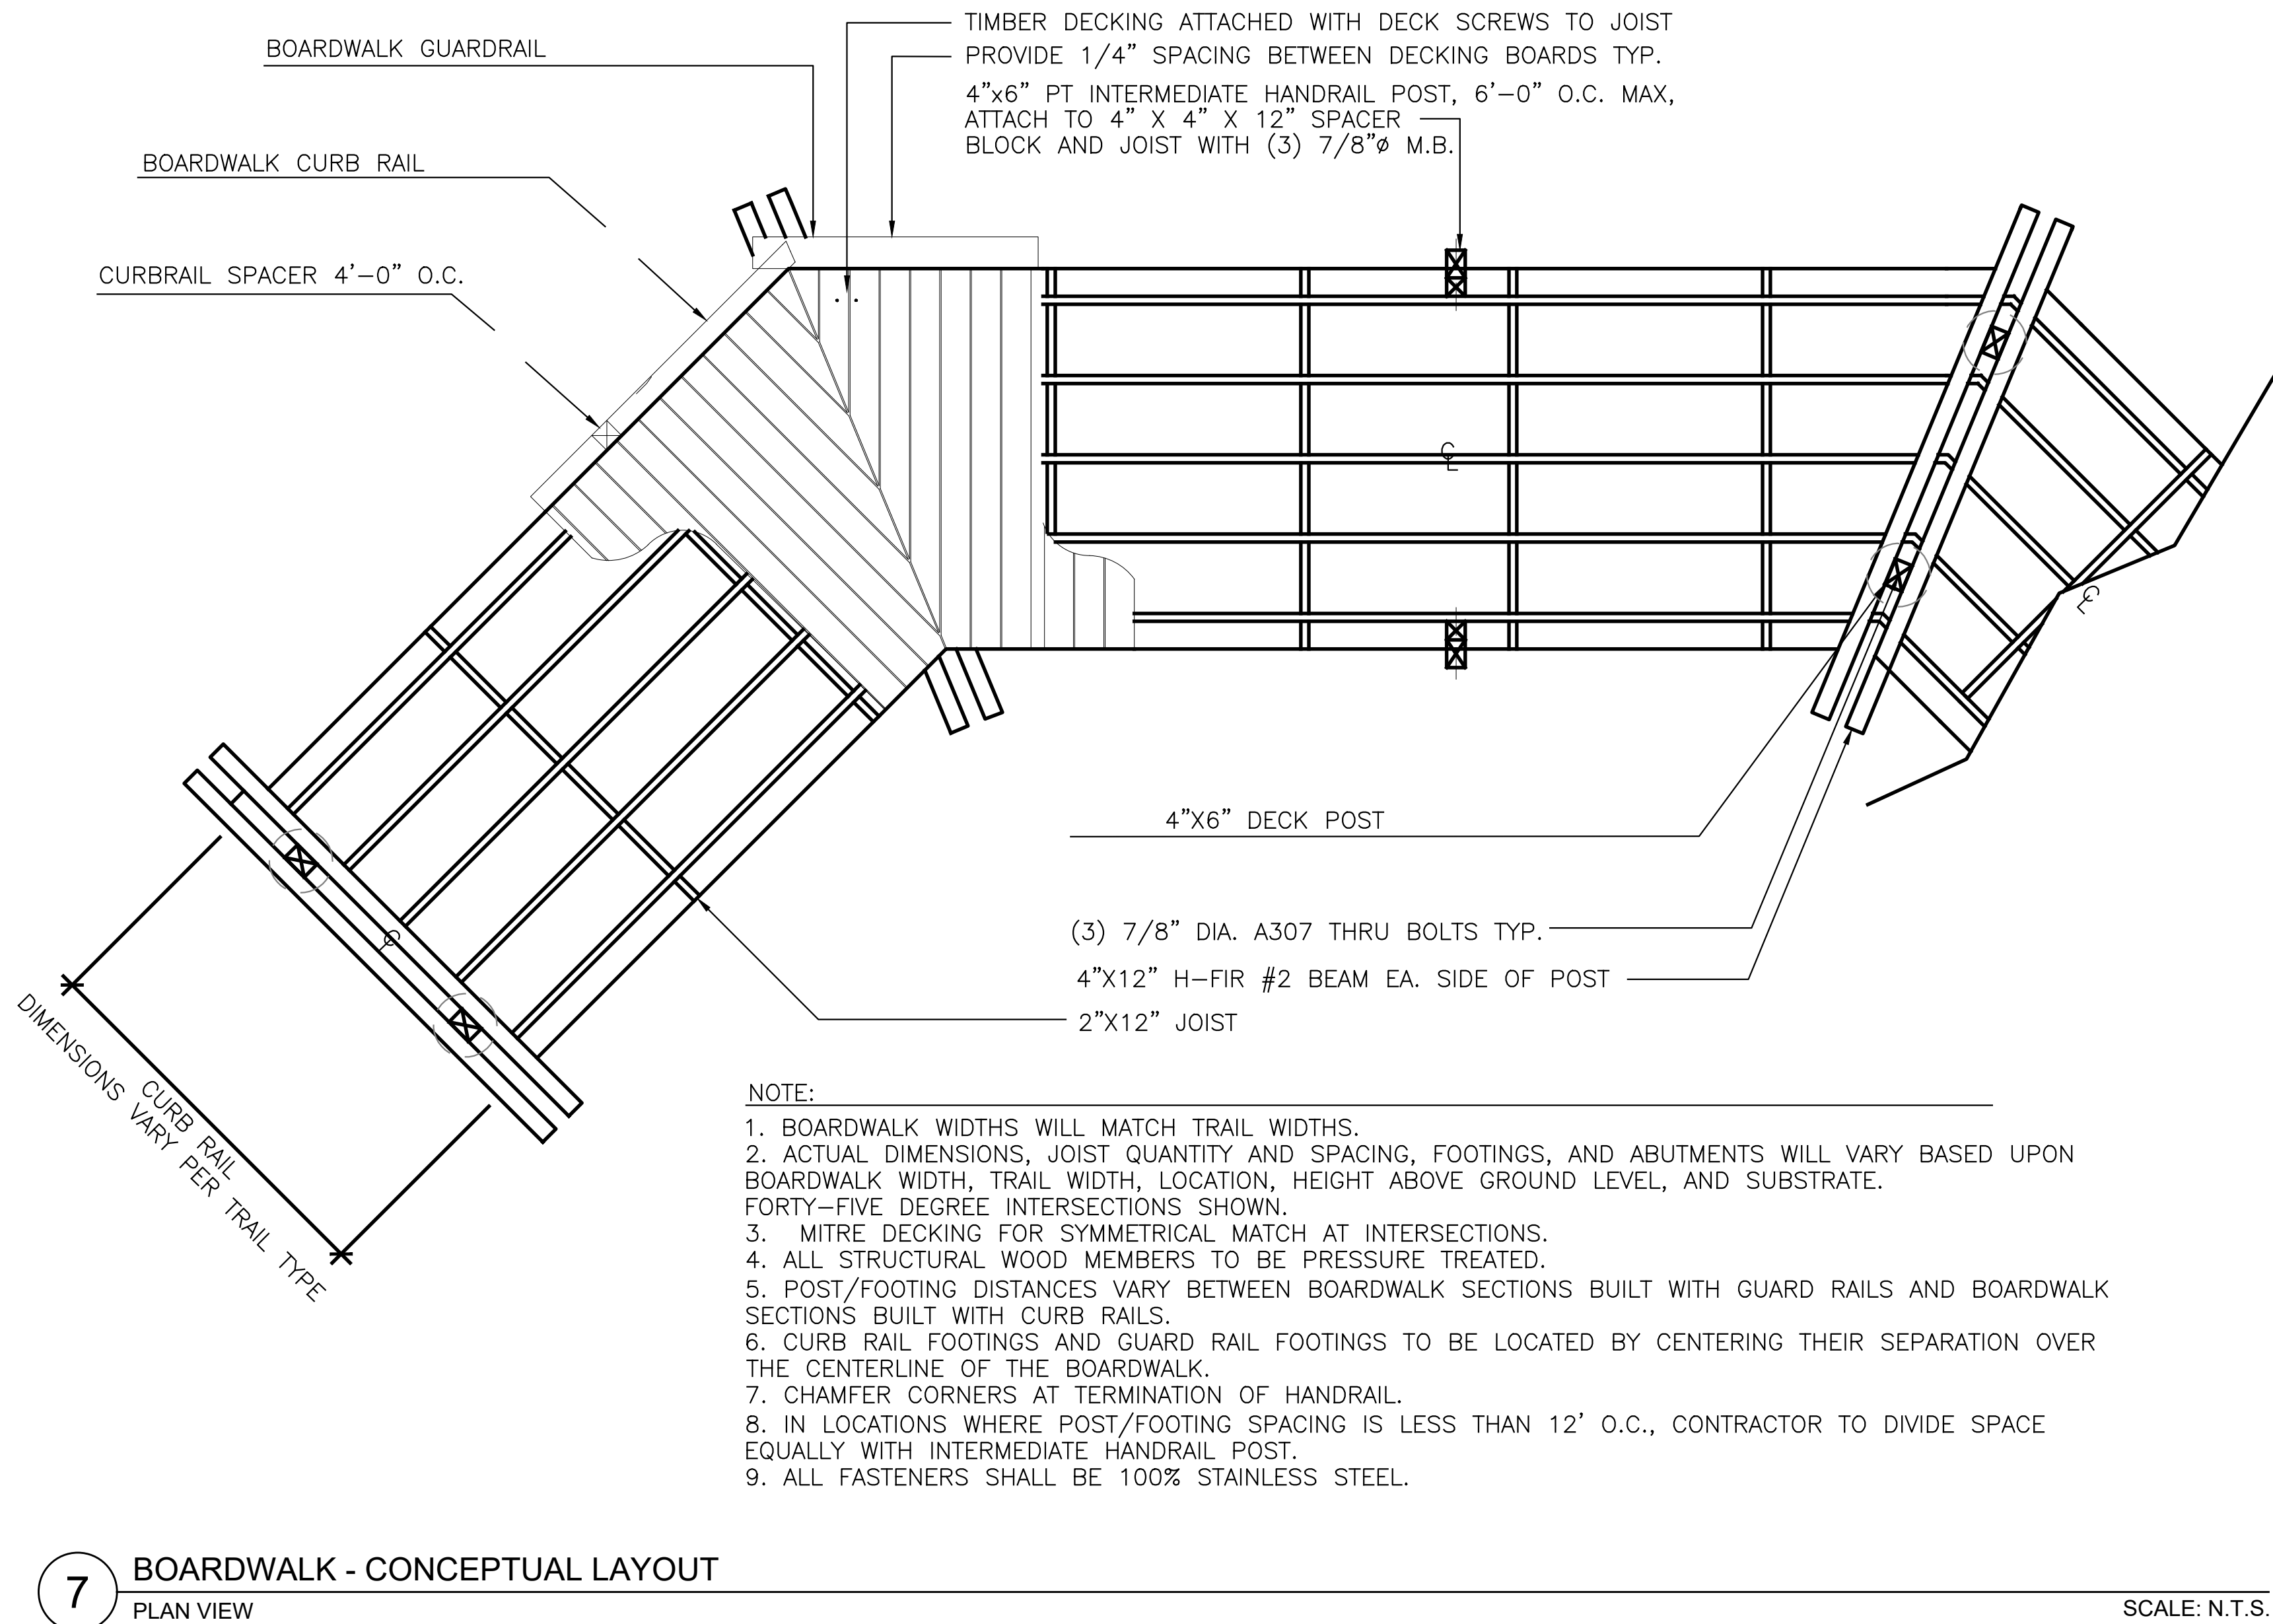 TIMBER DECKING ATTACHED WITH DECK SCREWS TO JOIST
BOARDWALK GUARDRAIL
PROVIDE 1/4” SPACING BETWEEN DECKING BOARDS TYP.
4”x6” PT INTERMEDIATE HANDRAIL POST, 6’–0” O.C. MAX,
ATTACH TO 4” X 4” X 12” SPACER
BLOCK AND JOIST WITH (3) 7/8”ø M.B.
BOARDWALK CURB RAIL
CURBRAIL SPACER 4’–0” O.C.
℄
℄
℄
4”X6” DECK POST
(3) 7/8” DIA. A307 THRU BOLTS TYP.
4”X12” H–FIR #2 BEAM EA. SIDE OF POST
2”X12” JOIST
CURB RAIL
DIMENSIONS VARY PER TRAIL TYPE
NOTE:
1. BOARDWALK WIDTHS WILL MATCH TRAIL WIDTHS.
2. ACTUAL DIMENSIONS, JOIST QUANTITY AND SPACING, FOOTINGS, AND ABUTMENTS WILL VARY BASED UPON
BOARDWALK WIDTH, TRAIL WIDTH, LOCATION, HEIGHT ABOVE GROUND LEVEL, AND SUBSTRATE.
FORTY–FIVE DEGREE INTERSECTIONS SHOWN.
3. MITRE DECKING FOR SYMMETRICAL MATCH AT INTERSECTIONS.
4. ALL STRUCTURAL WOOD MEMBERS TO BE PRESSURE TREATED.
5. POST/FOOTING DISTANCES VARY BETWEEN BOARDWALK SECTIONS BUILT WITH GUARD RAILS AND BOARDWALK
SECTIONS BUILT WITH CURB RAILS.
6. CURB RAIL FOOTINGS AND GUARD RAIL FOOTINGS TO BE LOCATED BY CENTERING THEIR SEPARATION OVER
THE CENTERLINE OF THE BOARDWALK.
7. CHAMFER CORNERS AT TERMINATION OF HANDRAIL.
8. IN LOCATIONS WHERE POST/FOOTING SPACING IS LESS THAN 12’ O.C., CONTRACTOR TO DIVIDE SPACE
EQUALLY WITH INTERMEDIATE HANDRAIL POST.
9. ALL FASTENERS SHALL BE 100% STAINLESS STEEL.
7
BOARDWALK - CONCEPTUAL LAYOUT
PLAN VIEW
SCALE: N.T.S.